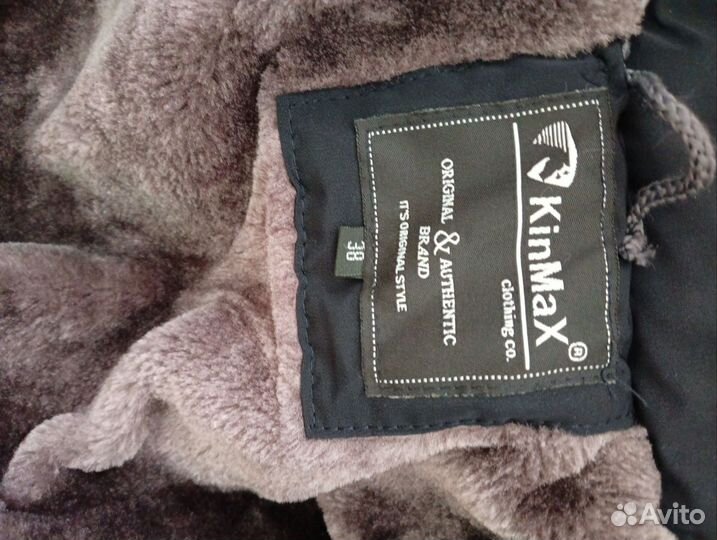 KinMaX®
clothing co.
ORIGINAL & AUTHENTIC
BRAND
IT'S ORIGINAL STYLE
38
Avito